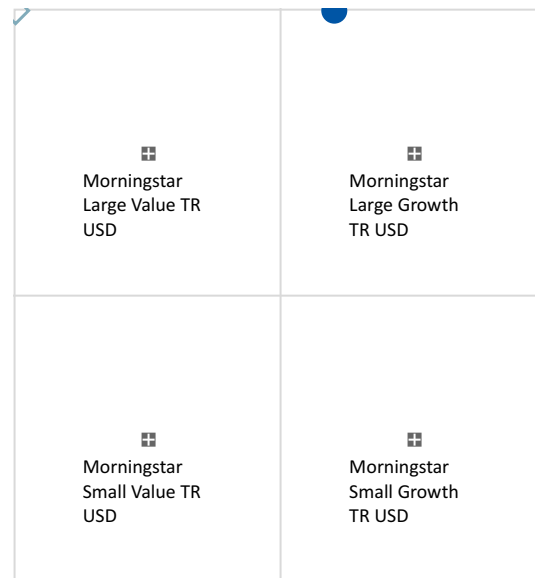 Morningstar
Large Value TR
USD
Morningstar
Large Growth
TR USD
Morningstar
Small Value TR
USD
Morningstar
Small Growth
TR USD